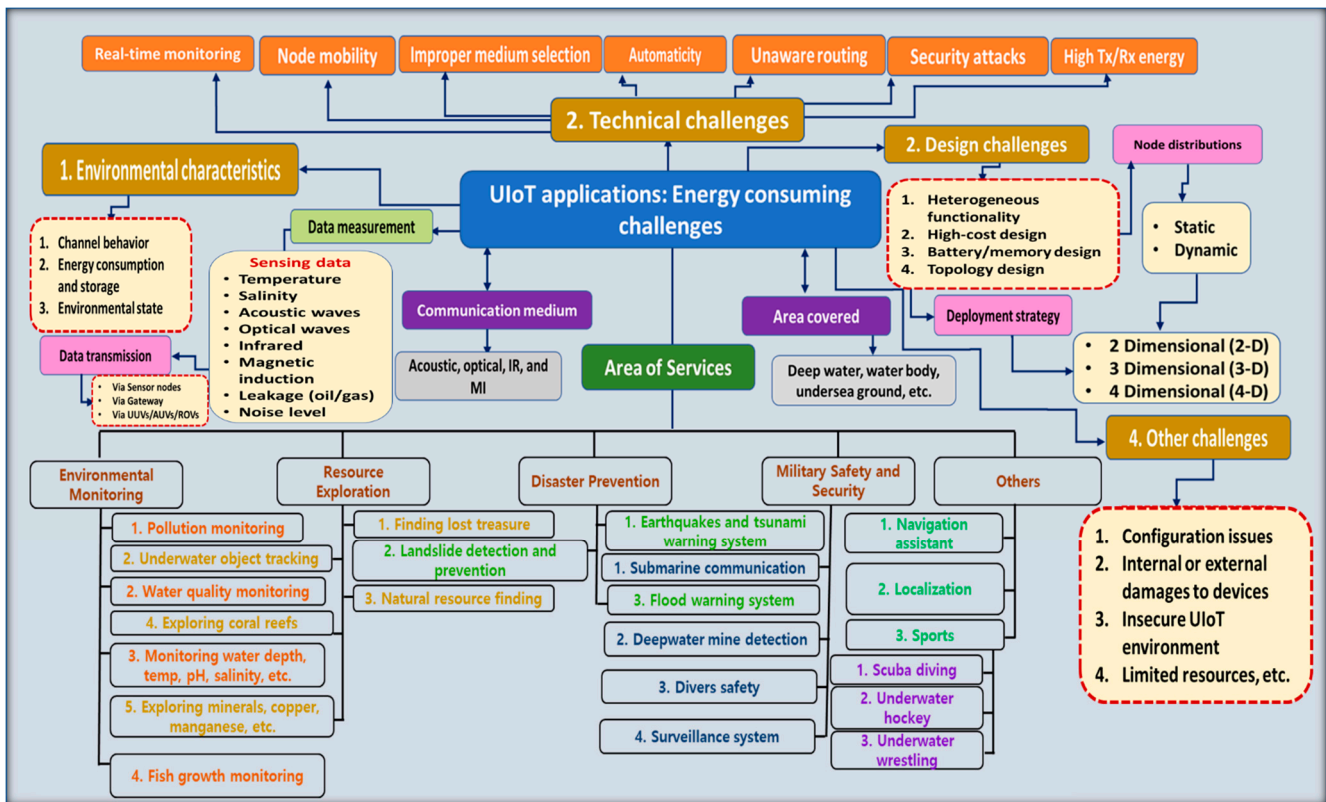 Real-time monitoring
Node mobility
Improper medium selection
Automaticity
Unaware routing
Security attacks
High Tx/Rx energy
2. Technical challenges
1. Environmental characteristics
2. Design challenges
Node distributions
UIoT applications: Energy consuming
challenges
Data measurement
1. Channel behavior
2. Energy consumption
and storage
3. Environmental state
Sensing data
• Temperature
• Salinity
• Acoustic waves
• Optical waves
• Infrared
• Magnetic
induction
• Leakage (oil/gas)
• Noise level
1. Heterogeneous
functionality
2. High-cost design
3. Battery/memory design
4. Topology design
• Static
• Dynamic
Communication medium
Area covered
Deployment strategy
Data transmission
• Via Sensor nodes
• Via Gateway
• Via UUVs/AUVs/ROVs
Acoustic, optical, IR, and
MI
Area of Services
Deep water, water body,
undersea ground, etc.
• 2 Dimensional (2-D)
• 3 Dimensional (3-D)
• 4 Dimensional (4-D)
4. Other challenges
1. Configuration issues
2. Internal or external
damages to devices
3. Insecure UIoT
environment
4. Limited resources, etc.
Environmental
Monitoring
Resource
Exploration
Disaster Prevention
Military Safety and
Security
Others
1. Pollution monitoring
2. Underwater object tracking
2. Water quality monitoring
4. Exploring coral reefs
3. Monitoring water depth,
temp, pH, salinity, etc.
5. Exploring minerals, copper,
manganese, etc.
4. Fish growth monitoring
1. Finding lost treasure
2. Landslide detection and
prevention
3. Natural resource finding
1. Earthquakes and tsunami
warning system
1. Submarine communication
3. Flood warning system
2. Deepwater mine detection
3. Divers safety
4. Surveillance system
1. Navigation
assistant
2. Localization
3. Sports
1. Scuba diving
2. Underwater
hockey
3. Underwater
wrestling